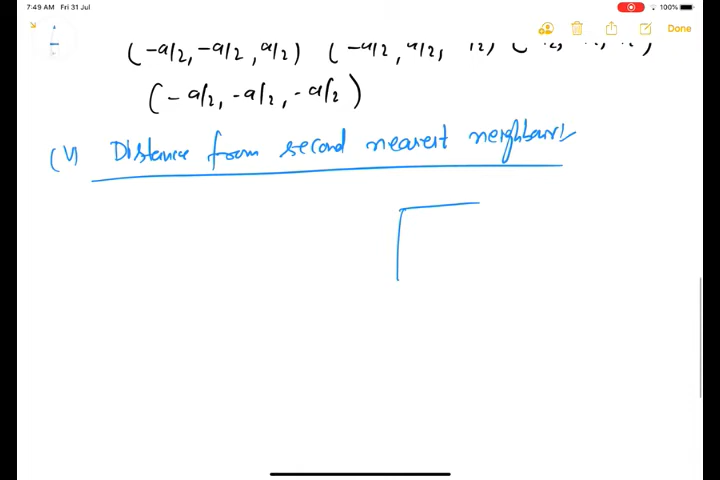 7:49 AM Fri 31 Jul
100%
Done
(-a/2, -a/2, a/2) (-a/2, a/2,
(-a/2, -a/2, -a/2)
(v) Distance from second nearest neighbours